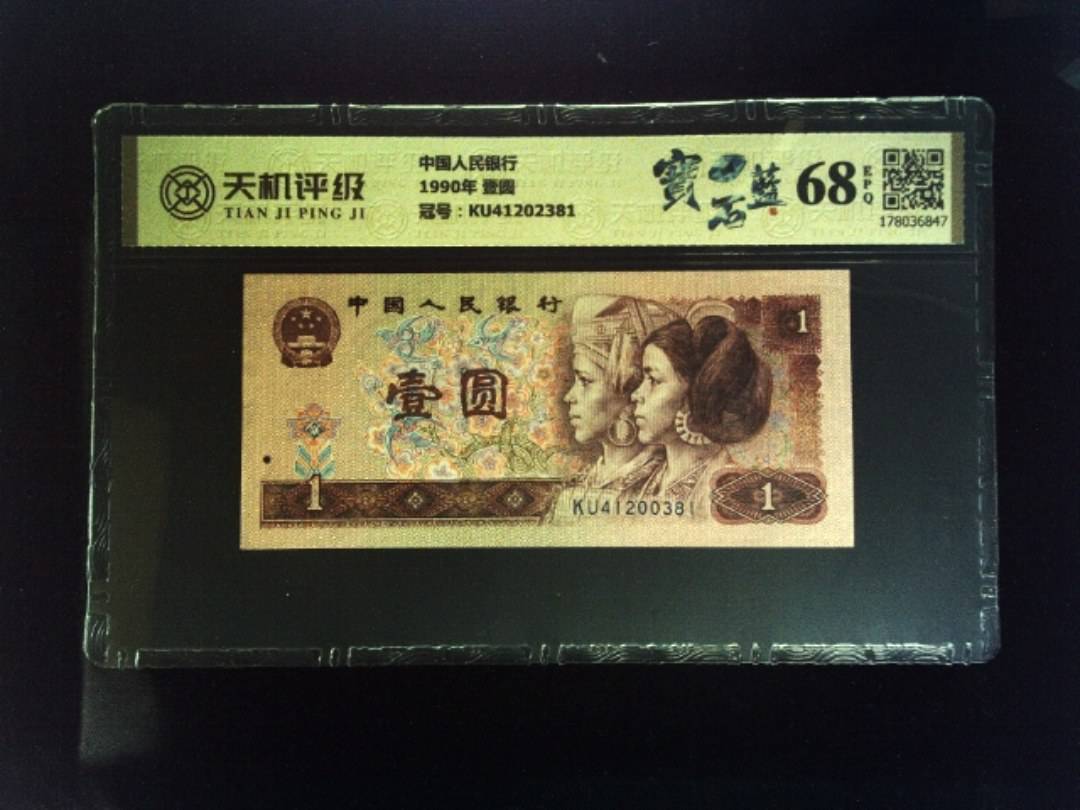 天机评级
TIAN JI PING JI
中国人民银行
1990年 壹圆
冠号：KU41202381
寶石蓝
68
EPQ
178036847
中国人民银行
1
壹圆
1
KU41200381
1